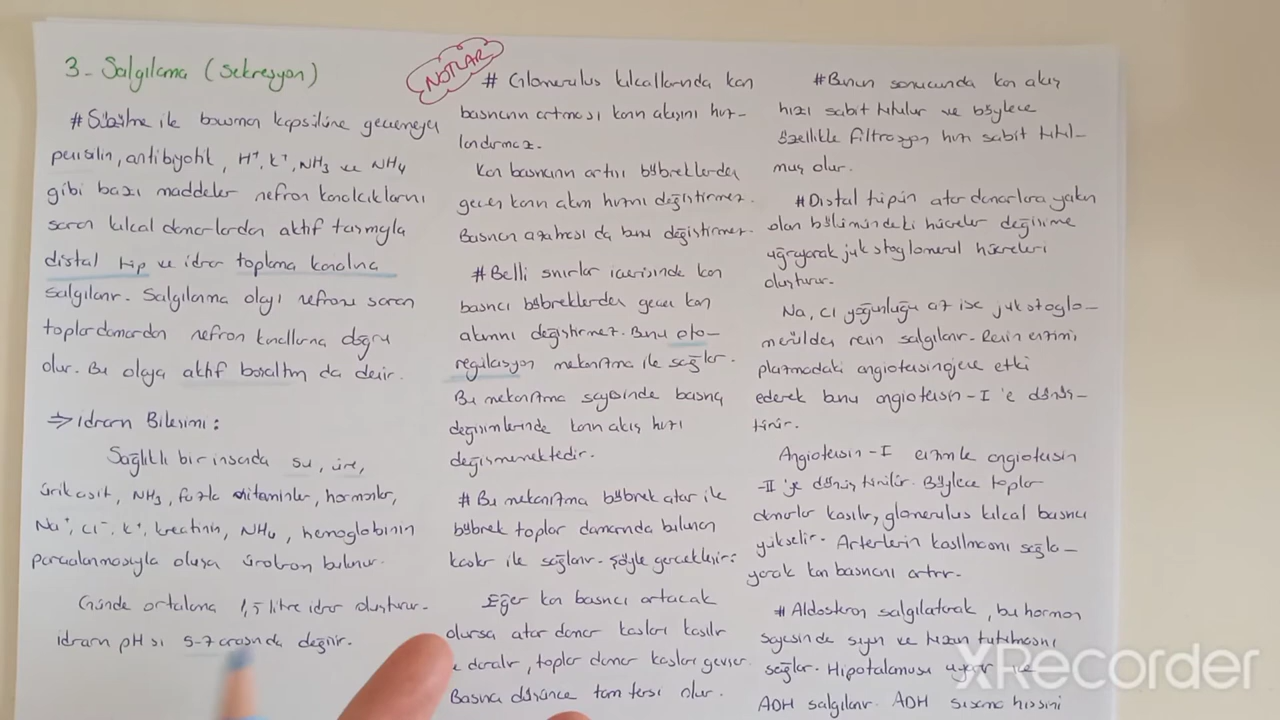 3- Salgılama (Sekresyon)
# Süzülme ile bowman kapsülüne geçemeyen
penisilin, antibiyotik, H⁺, K⁺, NH3 ve NH4
gibi bazı maddeler nefron kanalcıklarını
saran kılcal damarlardan aktif taşımayla
distal tüp ve idrar toplama kanalına
salgılanır. Salgılanma olayı nefronu saran
toplardamardan nefron kanallarına doğru
olur. Bu olaya aktif boşaltım da denir.
⇒ idrarın Bileşimi:
Sağlıklı bir insanda su, üre,
ürik asit, NH3, fazla vitaminler, hormonlar,
Na⁺, Cl⁻, K⁺, kreatinin, NH4, hemoglobinin
parçalanmasıyla oluşan ürobilin bulunur.
Günde ortalama 1,5 litre idrar oluşturur.
idrarın pH sı 5-7 arasında değişir.
NOTLAR
# Glomerulus kılcallarında kan
basıncının artması kanın akışını hız-
landırmaz.
Kan basıncının artışı böbreklerden
geçen kanın akım hızını değiştirmez.
Basıncın azalması da bunu değiştirmez.
# Belli sınırlar içerisinde kan
basıncı böbreklerden geçen kan
akımını değiştirmez. Bunu oto-
regülasyon mekanizma ile sağlar.
Bu mekanizma sayesinde basınç
değişimlerinde kanın akış hızı
değişmemektedir.
# Bu mekanizma böbrek atar ile
böbrek toplar damarında bulunan
kaslar ile sağlanır. Şöyle gerçekleşir:
Eğer kan basıncı artacak
olursa atar damar kasları kasılır
ve daralır, toplar damar kasları gevşer.
Basınç düşünce tam tersi olur.
# Bunun sonucunda kan akış
hızı sabit tutulur ve böylece
özellikle filtrasyon hızı sabit tutul-
muş olur.
# Distal tüpün atar damarlara yakın
olan bölümündeki hücreler değişime
uğrayarak jukstaglomerul hücreleri
oluşturur.
Na, Cl yoğunluğu az ise jukstaglo-
merülden renin salgılanır. Renin enzimi,
plazmadaki angiotensinojene etki
ederek bunu angiotensin-I'e dönüş-
türür.
Angiotensin-I enzimle angiotensin
-II'ye dönüştürülür. Böylece toplar
damarlar kasılır, glomerulus kılcal basıncı
yükselir. Arterlerin kasılmasını sağla-
yarak kan basıncını artırır.
# Aldosteron salgılatarak, bu hormon
sayesinde suyun ve tuzun tutulmasını
sağlar. Hipotalamusu uyarır ve
ADH salgılanır. ADH susama hissini
XRecorder